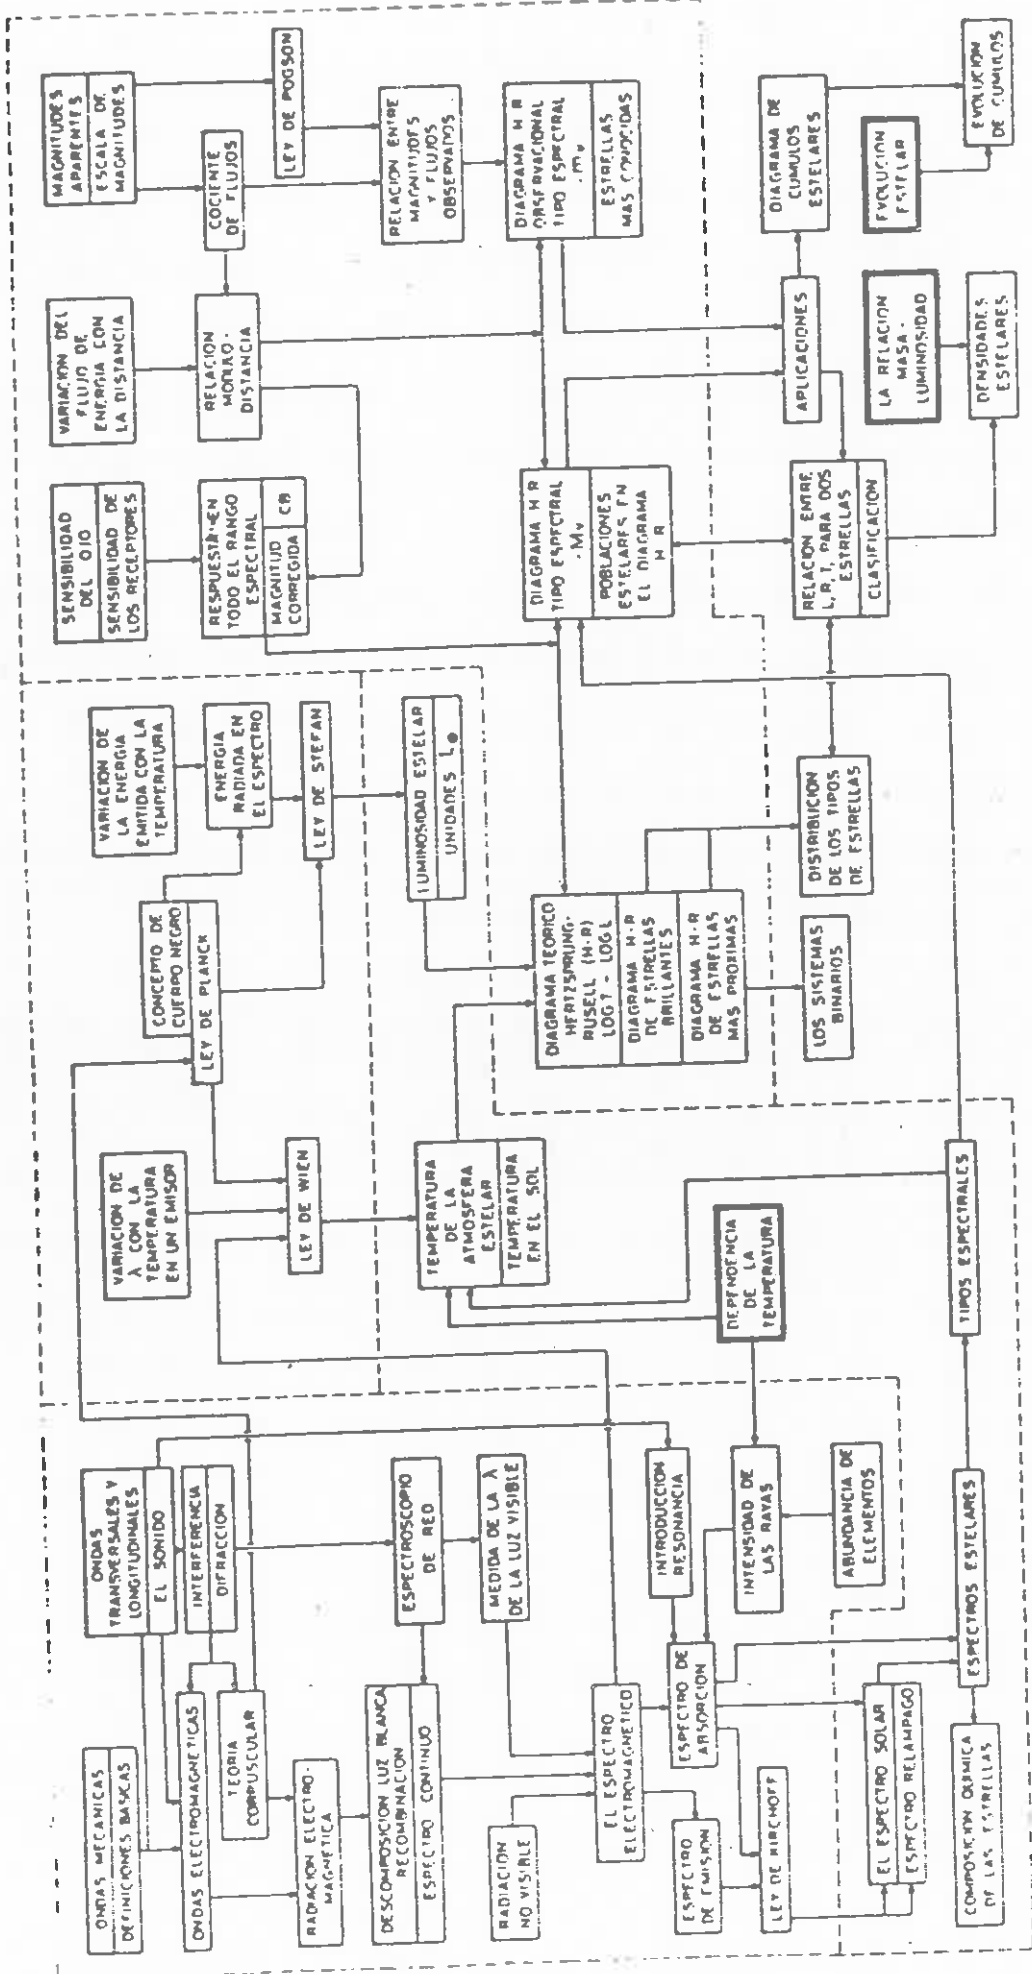 ONDAS MECANICAS
DEFINICIONES BASICAS
ONDAS
TRANSVERSALES Y
LONGITUDINALES
EL SONIDO
INTERFERENCIA
DIFRACCION
ONDAS ELECTROMAGNETICAS
TEORIA
CORPUSCULAR
RADIACION ELECTRO-
MAGNETICA
DESCOMPOSICION LUZ BLANCA
RECOMBINACION
ESPECTRO CONTINUO
ESPECTROSCOPIO
DE RED
MEDIDA DE LA λ
DE LA LUZ VISIBLE
RADIACION
NO VISIBLE
EL ESPECTRO
ELECTROMAGNETICO
ESPECTRO
DE EMISION
ESPECTRO DE
ABSORCION
INTRODUCCION
RESONANCIA
INTENSIDAD DE
LAS RAYAS
ABUNDANCIA DE
ELEMENTOS
LEY DE KIRCHOFF
EL ESPECTRO SOLAR
ESPECTRO RELAMPAGO
ESPECTROS ESTELARES
COMPOSICION QUIMICA
DE LAS ESTRELLAS
VARIACION DE
λ CON LA
TEMPERATURA
EN UN EMISOR
LEY DE WIEN
CONCEPTO DE
CUERPO NEGRO
LEY DE PLANCK
VARIACION DE
LA ENERGIA
EMITIDA CON LA
TEMPERATURA
ENERGIA
RADIADA EN
EL ESPECTRO
LEY DE STEFAN
TEMPERATURA
DE LA
ATMOSFERA
ESTELAR
TEMPERATURA
EN EL SOL
DEPENDENCIA
DE LA
TEMPERATURA
TIPOS ESPECTRALES
LUMINOSIDAD ESTELAR
UNIDADES L
DIAGRAMA TEORICO
HERTZSPRUNG-
RUSELL (H-R)
LOG T - LOG L
DIAGRAMA H-R
DE ESTRELLAS
BRILLANTES
DIAGRAMA H-R
DE ESTRELLAS
MAS PROXIMAS
LOS SISTEMAS
BINARIOS
DISTRIBUCION
DE LOS TIPOS
DE ESTRELLAS
SENSIBILIDAD
DEL OJO
SENSIBILIDAD DE
LOS RECEPTORES
RESPUESTA EN
TODO EL RANGO
ESPECTRAL
MAGNITUD
CORREGIDA
CB
VARIACION DEL
FLUJO DE
ENERGIA CON
LA DISTANCIA
RELACION
MODULO-
DISTANCIA
MAGNITUDES
APARENTES
ESCALA DE
MAGNITUDES
COCIENTE
DE FLUJOS
LEY DE POGSON
RELACION ENTRE
MAGNITUDES
Y FLUJOS
OBSERVADOS
DIAGRAMA H R
OBSERVACIONAL
TIPO ESPECTRAL
- mv
ESTRELLAS
MAS CONOCIDAS
DIAGRAMA H R
TIPO ESPECTRAL
- Mv
POBLACIONES
ESTELARES EN
EL DIAGRAMA
H R
APLICACIONES
DIAGRAMA DE
CUMULOS
ESTELARES
RELACION ENTRE
L, R, T, PARA DOS
ESTRELLAS
CLASIFICACION
LA RELACION
MASA-
LUMINOSIDAD
EVOLUCION
ESTELAR
DENSIDADES
ESTELARES
EVOLUCION
DE CUMULOS